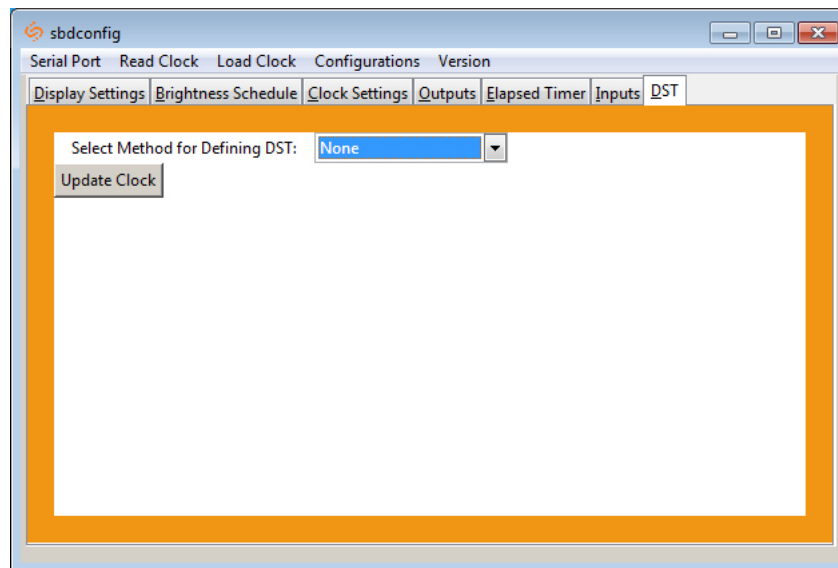 sbdconfig
Serial Port Read Clock Load Clock Configurations Version
Display Settings Brightness Schedule Clock Settings Outputs Elapsed Timer Inputs DST
Select Method for Defining DST: None
Update Clock